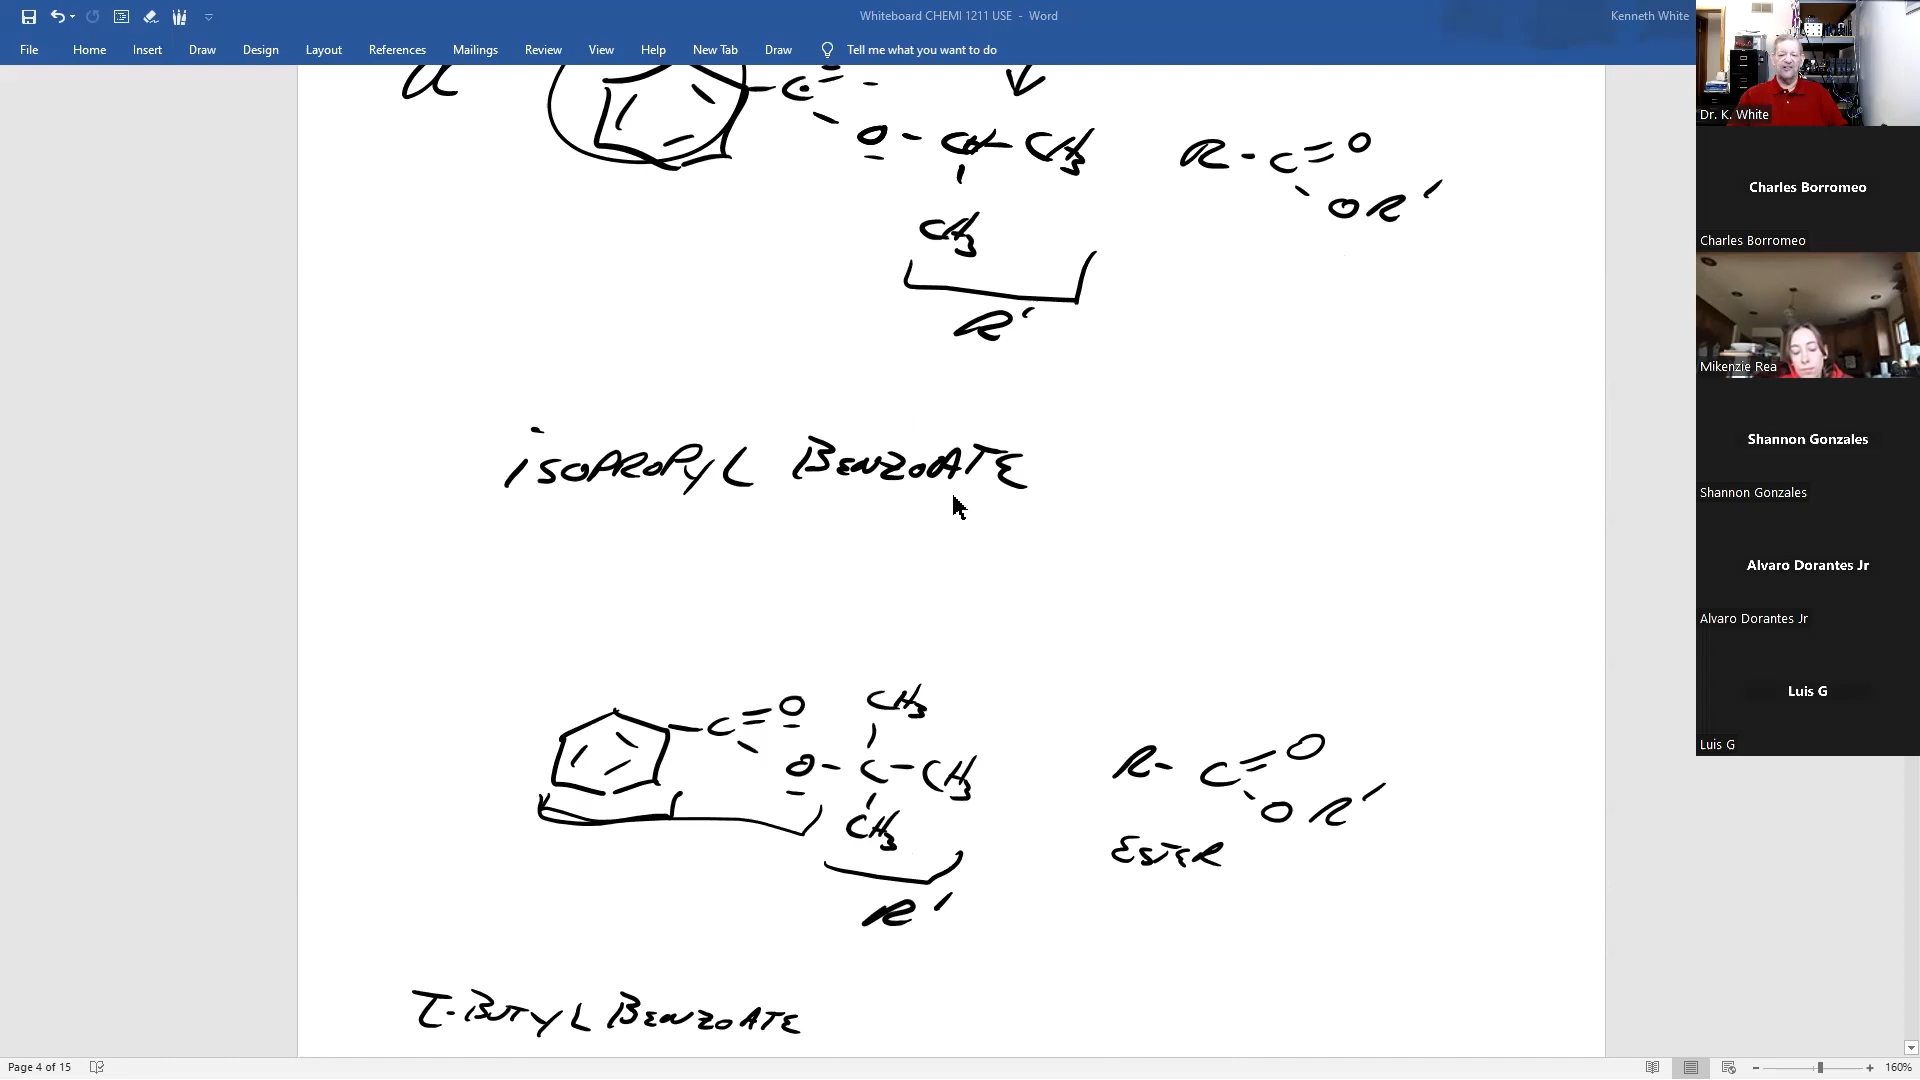 Whiteboard CHEMI 1211 USE - Word
Kenneth White
File Home Insert Draw Design Layout References Mailings Review View Help New Tab Draw Tell me what you want to do
Dr. K. White
Charles Borromeo
Charles Borromeo
Mikenzie Rea
Shannon Gonzales
Shannon Gonzales
Alvaro Dorantes Jr
Alvaro Dorantes Jr
Luis G
Luis G
C
O - CH - CH3
CH3
R'
R - C = O
OR'
isoPROPYL BENZOATE
C = O
O - C - CH3
CH3
CH3
R'
R - C = O
OR'
ESTER
T-BUTYL BENZOATE
Page 4 of 15
160%